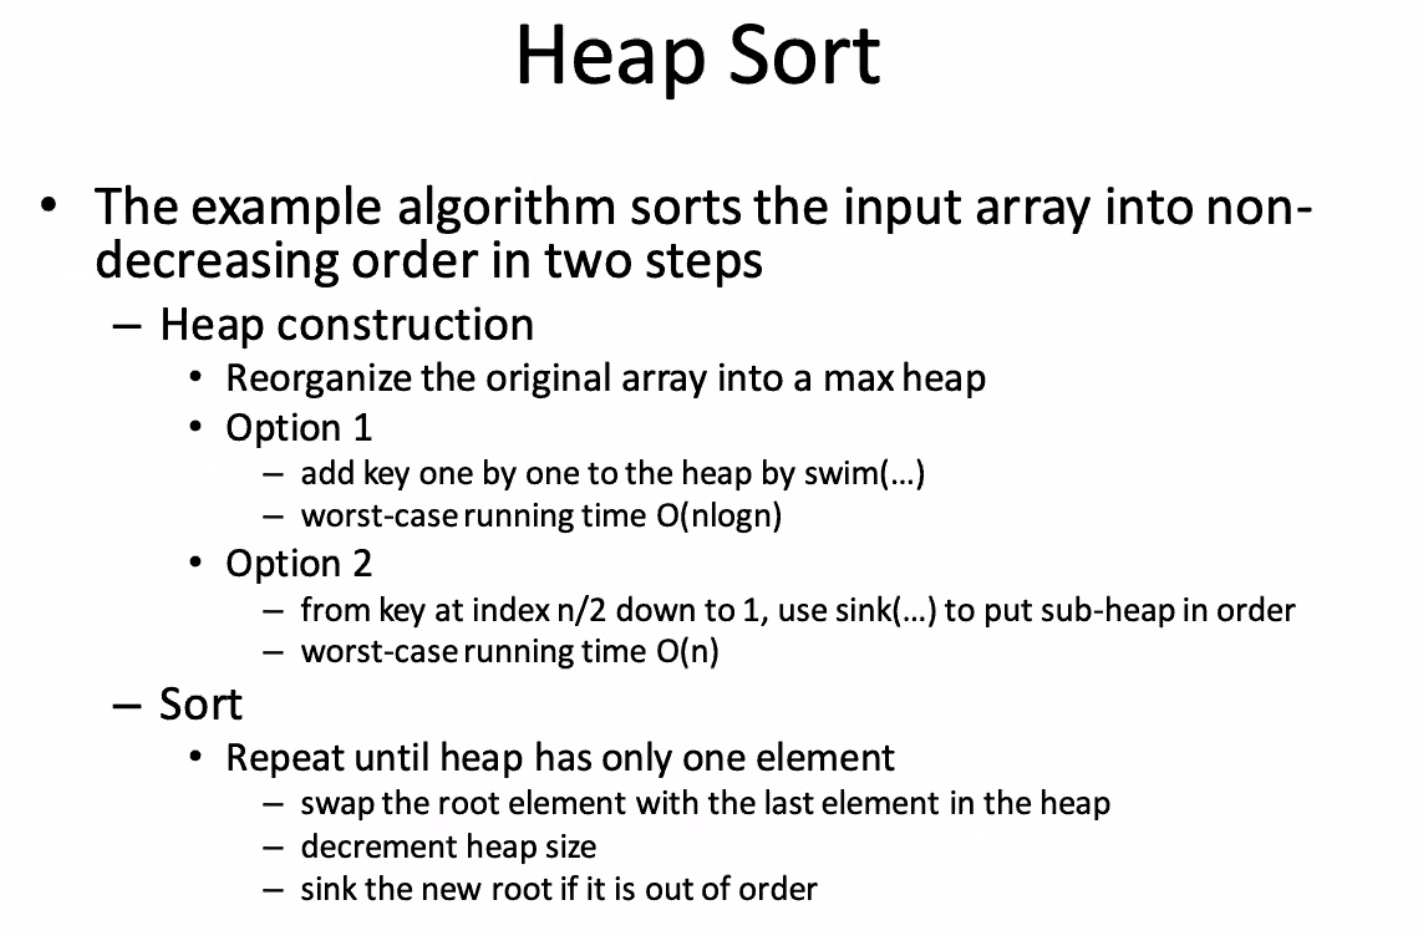 Heap Sort
• The example algorithm sorts the input array into non-
decreasing order in two steps
– Heap construction
• Reorganize the original array into a max heap
• Option 1
– add key one by one to the heap by swim(...)
– worst-case running time O(nlogn)
• Option 2
– from key at index n/2 down to 1, use sink(...) to put sub-heap in order
– worst-case running time O(n)
– Sort
• Repeat until heap has only one element
– swap the root element with the last element in the heap
– decrement heap size
– sink the new root if it is out of order